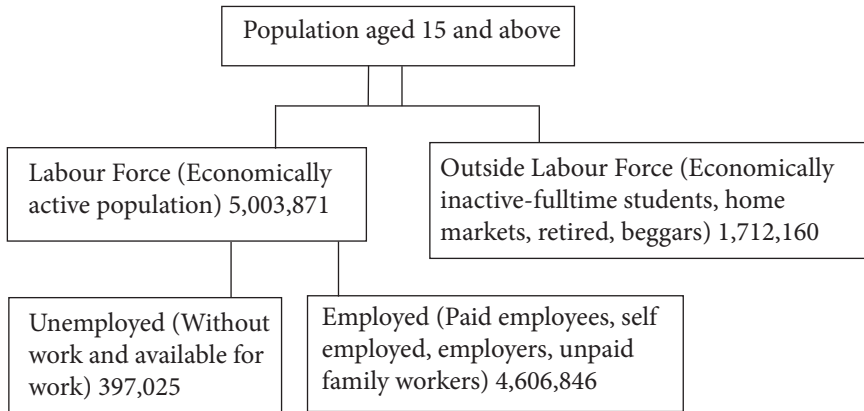 Population aged 15 and above
Labour Force (Economically
active population) 5,003,871
Outside Labour Force (Economically
inactive-fulltime students, home
markets, retired, beggars) 1,712,160
Unemployed (Without
work and available for
work) 397,025
Employed (Paid employees, self
employed, employers, unpaid
family workers) 4,606,846